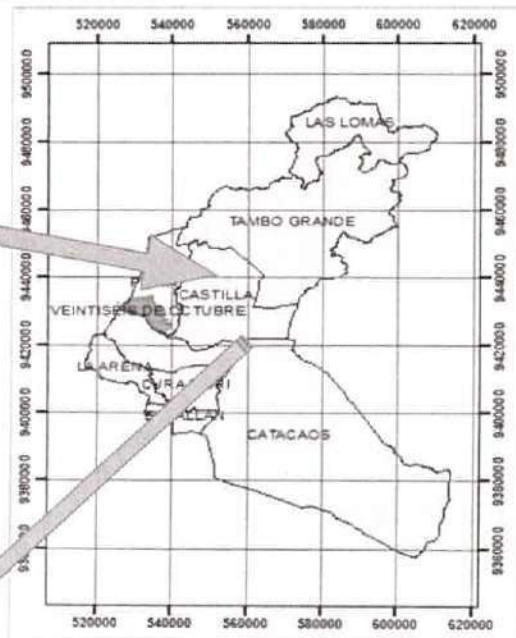 520000 540000 560000 580000 600000 620000
9500000 9500000
LAS LOMAS
9480000 9480000
9460000 9460000
TAMBO GRANDE
9440000 9440000
CASTILLA
VEINTISEIS DE OCTUBRE
9420000 9420000
LA ARENA
9400000 9400000
CATACAOS
9380000 9380000
9360000
520000 540000 560000 580000 600000 620000